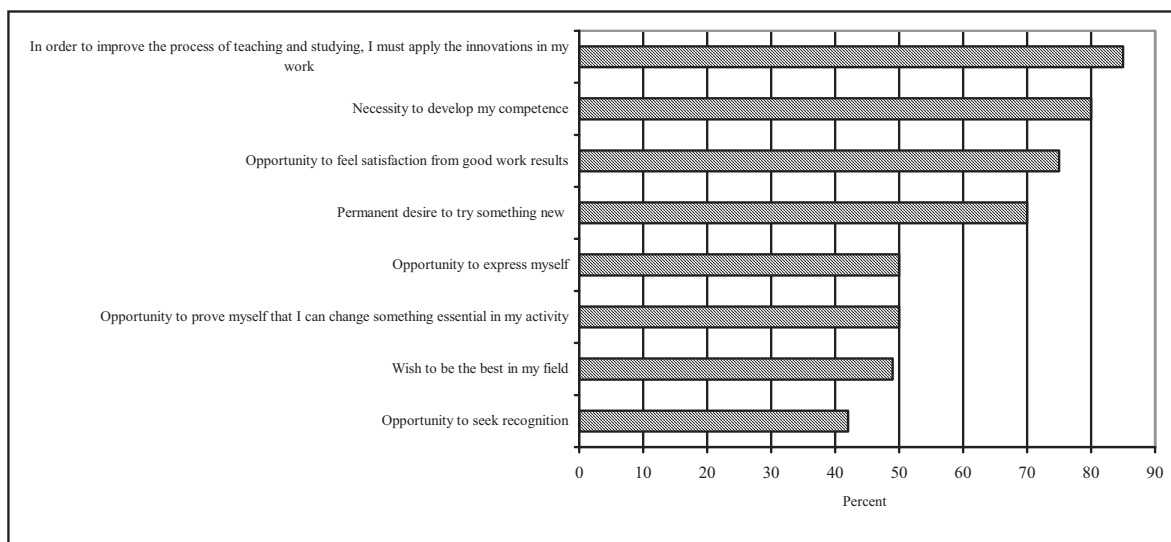 In order to improve the process of teaching and studying, I must apply the innovations in my
work
Necessity to develop my competence
Opportunity to feel satisfaction from good work results
Permanent desire to try something new
Opportunity to express myself
Opportunity to prove myself that I can change something essential in my activity
Wish to be the best in my field
Opportunity to seek recognition
0 10 20 30 40 50 60 70 80 90
Percent